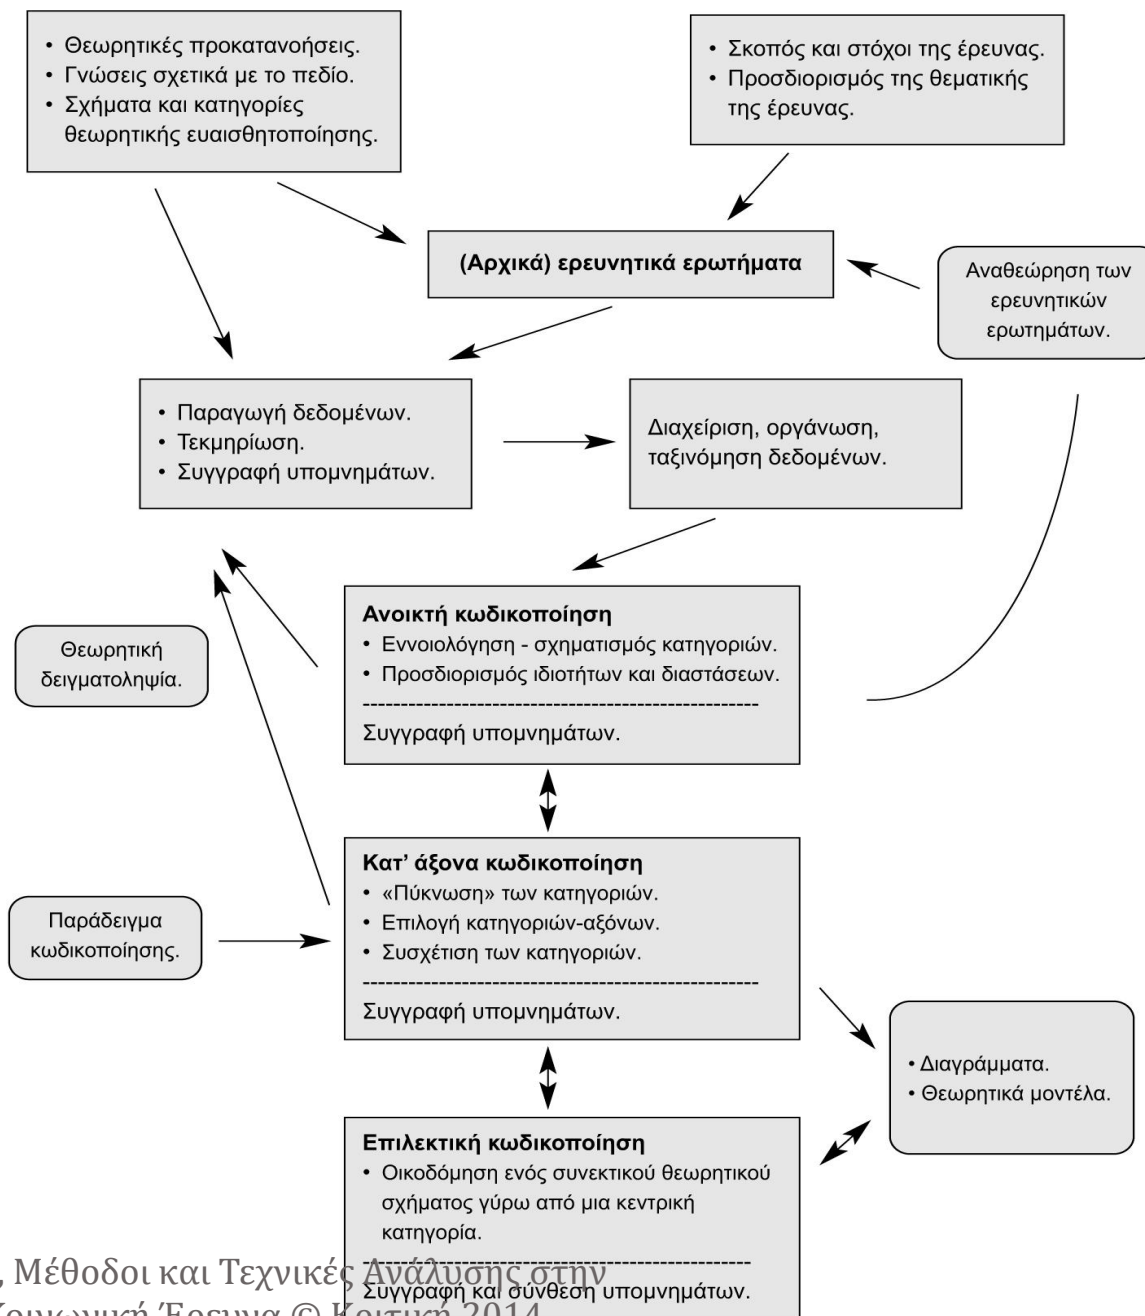 • Θεωρητικές προκατανοήσεις.
• Γνώσεις σχετικά με το πεδίο.
• Σχήματα και κατηγορίες
θεωρητικής ευαισθητοποίησης.
• Σκοπός και στόχοι της έρευνας.
• Προσδιορισμός της θεματικής
της έρευνας.
(Αρχικά) ερευνητικά ερωτήματα
Αναθεώρηση των
ερευνητικών
ερωτημάτων.
• Παραγωγή δεδομένων.
• Τεκμηρίωση.
• Συγγραφή υπομνημάτων.
Διαχείριση, οργάνωση,
ταξινόμηση δεδομένων.
Ανοικτή κωδικοποίηση
• Εννοιολόγηση - σχηματισμός κατηγοριών.
• Προσδιορισμός ιδιοτήτων και διαστάσεων.
----------------------------------------------------
Συγγραφή υπομνημάτων.
Θεωρητική
δειγματοληψία.
Κατ’ άξονα κωδικοποίηση
• «Πύκνωση» των κατηγοριών.
• Επιλογή κατηγοριών-αξόνων.
• Συσχέτιση των κατηγοριών.
----------------------------------------------------
Συγγραφή υπομνημάτων.
Παράδειγμα
κωδικοποίησης.
• Διαγράμματα.
• Θεωρητικά μοντέλα.
Επιλεκτική κωδικοποίηση
• Οικοδόμηση ενός συνεκτικού θεωρητικού
σχήματος γύρω από μια κεντρική
κατηγορία.
----------------------------------------------------
Συγγραφή και σύνθεση υπομνημάτων.
, Μέθοδοι και Τεχνικές Ανάλυσης στην
Κοινωνική Έρευνα © Κριτική 2014